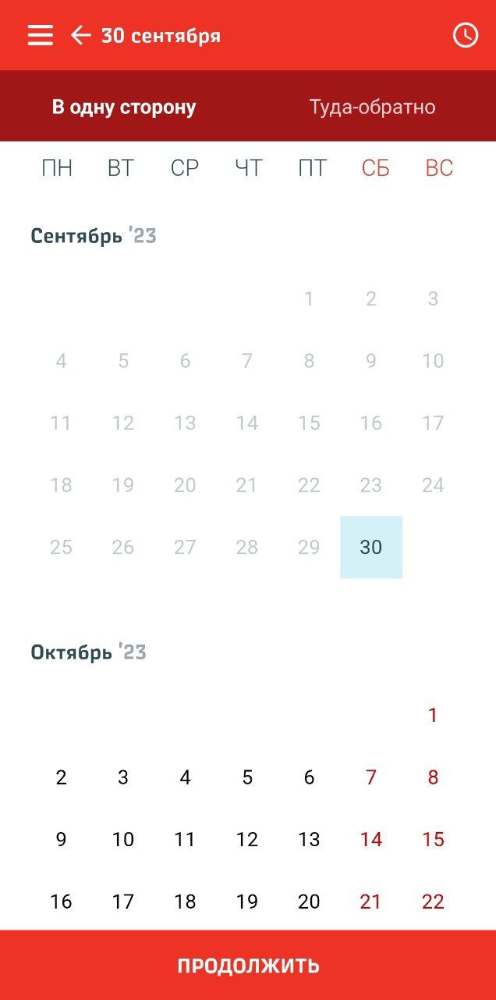 30 сентября
В одну сторону Туда-обратно
ПН ВТ СР ЧТ ПТ СБ ВС
Сентябрь '23
1 2 3
4 5 6 7 8 9 10
11 12 13 14 15 16 17
18 19 20 21 22 23 24
25 26 27 28 29 30
Октябрь '23
1
2 3 4 5 6 7 8
9 10 11 12 13 14 15
16 17 18 19 20 21 22
ПРОДОЛЖИТЬ